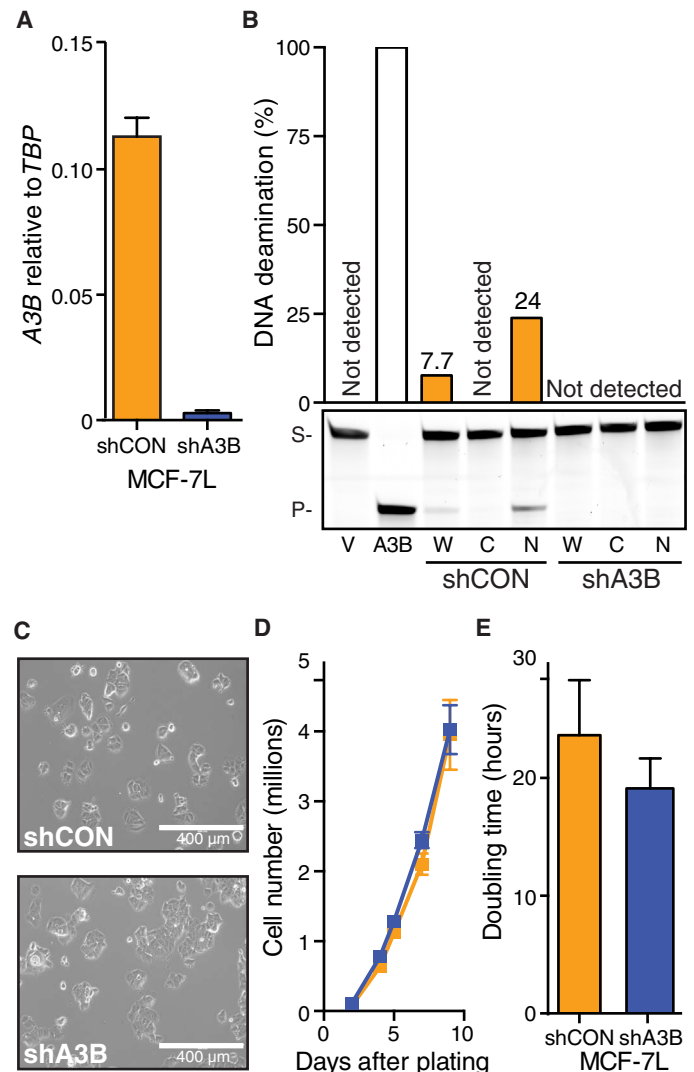 A
0.15
0.10
0.05
0
A3B relative toTBP
shCON shA3B
MCF-7L
B
100
75
50
25
0
DNA deamination (%)
Not detected
7.7
Not detected
24
Not detected
S-
P-
V A3B W C N W C N
shCON shA3B
C
shCON
400 µm
shA3B
400 µm
D
5
4
3
2
1
0
Cell number (millions)
0 5 10
Days after plating
E
30
20
10
0
Doubling time (hours)
shCON shA3B
MCF-7L